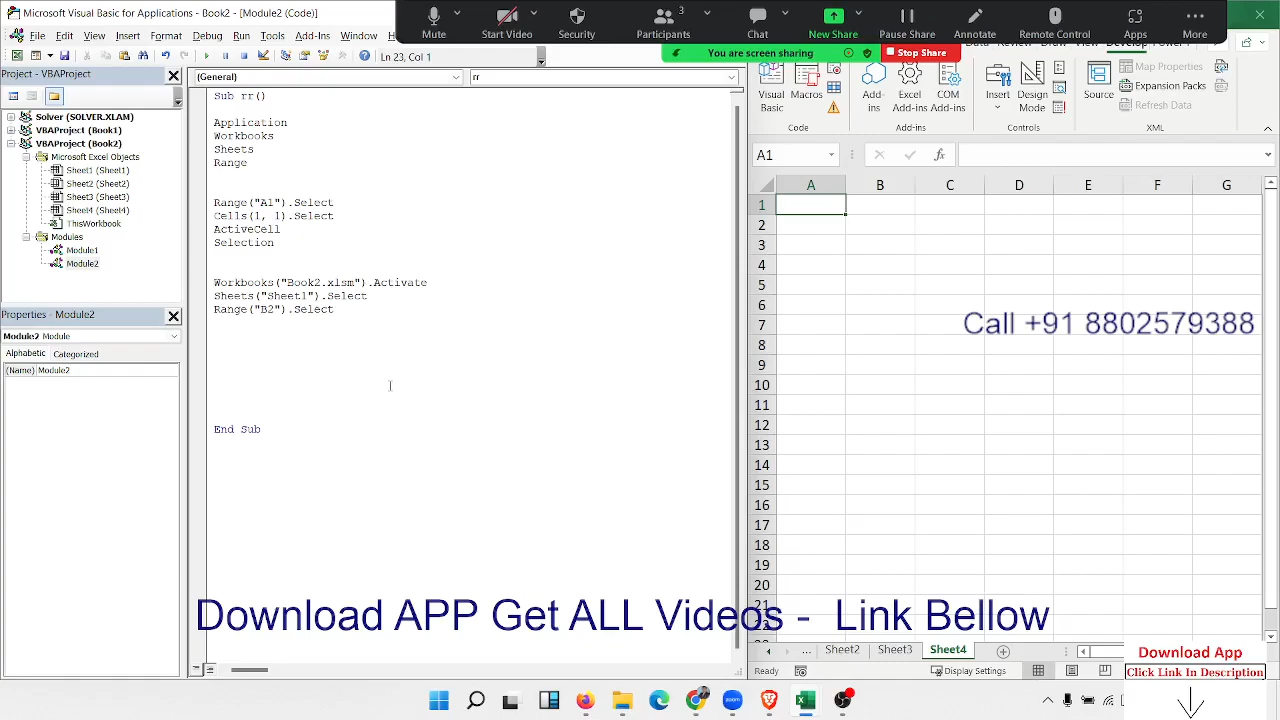 Microsoft Visual Basic for Applications - Book2 - [Module2 (Code)]
Mute
Start Video
Security
Participants
3
Chat
New Share
Pause Share
Annotate
Remote Control
Apps
More
File Edit View Insert Format Debug Run Tools Add-Ins Window
You are screen sharing
Stop Share
Ln 23, Col 1
Project - VBAProject
(General)
rr
Solver (SILVER.XLAM)
VBAProject (Book1)
VBAProject (Book2)
Microsoft Excel Objects
Sheet1 (Sheet1)
Sheet2 (Sheet2)
Sheet3 (Sheet3)
Sheet4 (Sheet4)
ThisWorkbook
Modules
Module1
Module2
Properties - Module2
Module2 Module
Alphabetic Categorized
(Name) Module2
Sub rr()
Application
Workbooks
Sheets
Range
Range("A1").Select
Cells(1, 1).Select
ActiveCell
Selection
Workbooks("Book2.xlsm").Activate
Sheets("Sheet1").Select
Range("B2").Select
End Sub
Visual Basic
Macros
Code
Add-ins
Excel Add-ins
COM Add-ins
Add-ins
Insert
Design Mode
Controls
Source
Map Properties
Expansion Packs
Refresh Data
XML
A1
fx
A B C D E F G
1
2
3
4
5
6
7
8
9
10
11
12
13
14
15
16
17
18
19
20
21
Call +91 8802579388
Download APP Get ALL Videos - Link Bellow
... Sheet2 Sheet3 Sheet4
Ready
Display Settings
Download App
Click Link In Description
zoom